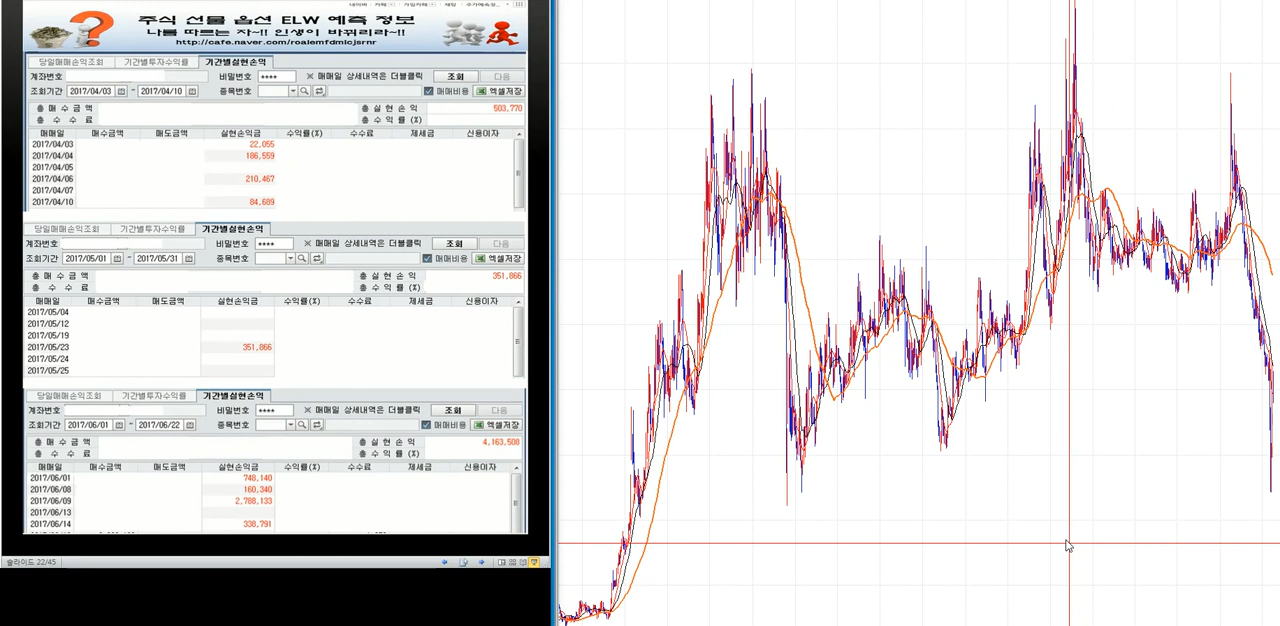 네이버 카페 가입카페 채팅
주식 선물 옵션 ELW 예측 정보
나를 따르는 자~!! 인생이 바뀌리라~!!
http://cafe.naver.com/roalemfdmlojsrnr
당일매매손익조회 기간별투자수익률 기간별실현손익
계좌번호 비밀번호 **** ※ 매매일 상세내역은 더블클릭 조회 다음
조회기간 2017/04/03 ~ 2017/04/10 종목번호 매매비용 엑셀저장
총 매 수 금 액 총 실 현 손 익 503,770
총 수 수 료 총 수 익 률 (%)
매매일 매수금액 매도금액 실현손익금 수익률(%) 수수료 제세금 신용이자
2017/04/03 22,055
2017/04/04 186,559
2017/04/05
2017/04/06 210,467
2017/04/07
2017/04/10 84,689
당일매매손익조회 기간별투자수익률 기간별실현손익
계좌번호 비밀번호 **** ※ 매매일 상세내역은 더블클릭 조회 다음
조회기간 2017/05/01 ~ 2017/05/31 종목번호 매매비용 엑셀저장
총 매 수 금 액 총 실 현 손 익 351,866
총 수 수 료 총 수 익 률 (%)
매매일 매수금액 매도금액 실현손익금 수익률(%) 수수료 제세금 신용이자
2017/05/04
2017/05/12
2017/05/19
2017/05/23 351,866
2017/05/24
2017/05/25
당일매매손익조회 기간별투자수익률 기간별실현손익
계좌번호 비밀번호 **** ※ 매매일 상세내역은 더블클릭 조회 다음
조회기간 2017/06/01 ~ 2017/06/22 종목번호 매매비용 엑셀저장
총 매 수 금 액 총 실 현 손 익 4,163,508
총 수 수 료 총 수 익 률 (%)
매매일 매수금액 매도금액 실현손익금 수익률(%) 수수료 제세금 신용이자
2017/06/01 748,140
2017/06/08 160,340
2017/06/09 2,788,133
2017/06/13
2017/06/14 338,791
슬라이드 22/45